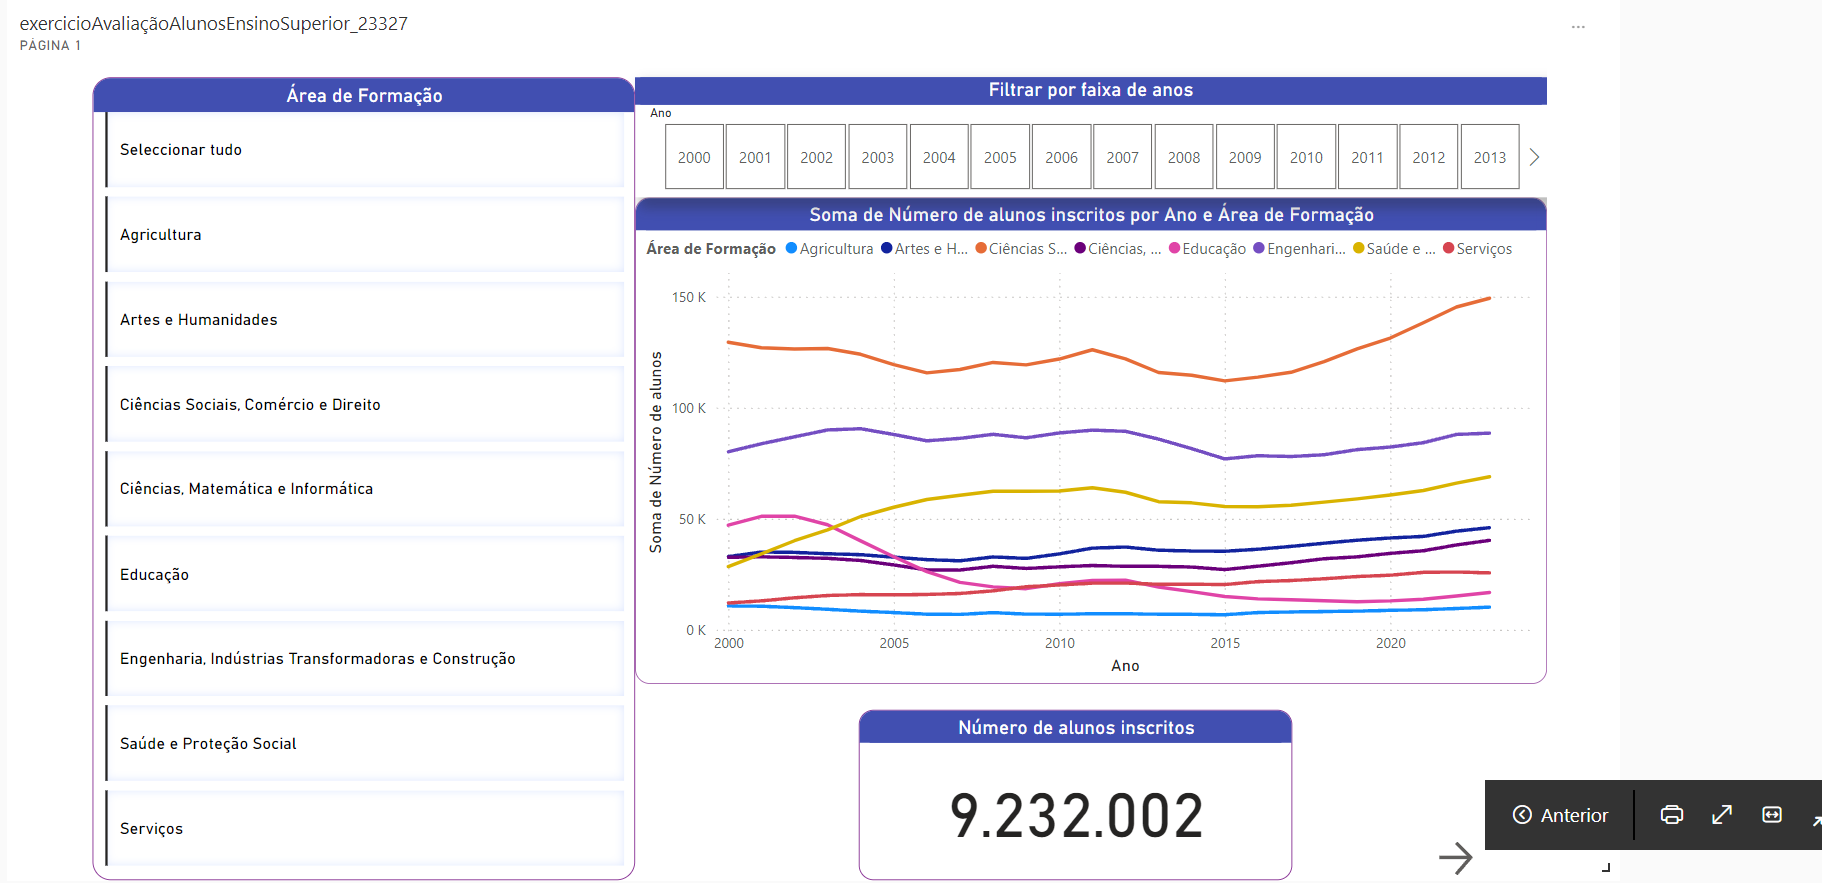 exercicioAvaliaçãoAlunosEnsinoSuperior_23327
PÁGINA 1
Área de Formação
Seleccionar tudo
Agricultura
Artes e Humanidades
Ciências Sociais, Comércio e Direito
Ciências, Matemática e Informática
Educação
Engenharia, Indústrias Transformadoras e Construção
Saúde e Proteção Social
Serviços
Filtrar por faixa de anos
Ano
2000 2001 2002 2003 2004 2005 2006 2007 2008 2009 2010 2011 2012 2013
Soma de Número de alunos inscritos por Ano e Área de Formação
Área de Formação Agricultura Artes e H... Ciências S... Ciências, ... Educação Engenhari... Saúde e ... Serviços
Soma de Número de alunos
150 K
100 K
50 K
0 K
2000 2005 2010 2015 2020
Ano
Número de alunos inscritos
9.232.002
Anterior